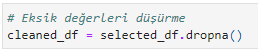 # Eksik değerleri düşürme
cleaned_df = selected_df.dropna()